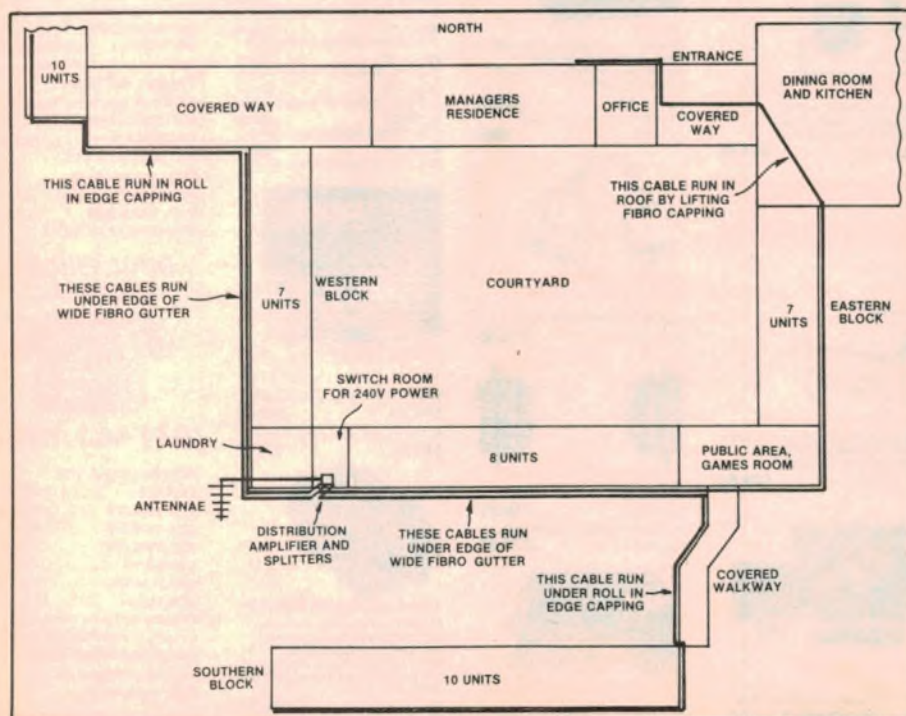 NORTH
10
UNITS
COVERED WAY
MANAGERS
RESIDENCE
OFFICE
ENTRANCE
COVERED
WAY
DINING ROOM
AND KITCHEN
THIS CABLE RUN IN ROLL
IN EDGE CAPPING
THIS CABLE RUN IN
ROOF BY LIFTING
FIBRO CAPPING
THESE CABLES RUN
UNDER EDGE OF
WIDE FIBRO GUTTER
7
UNITS
WESTERN
BLOCK
COURTYARD
7
UNITS
EASTERN
BLOCK
SWITCH ROOM
FOR 240V POWER
LAUNDRY
8 UNITS
PUBLIC AREA,
GAMES ROOM
ANTENNAE
DISTRIBUTION
AMPLIFIER AND
SPLITTERS
THESE CABLES RUN
UNDER EDGE OF
WIDE FIBRO GUTTER
THIS CABLE RUN
UNDER ROLL IN
EDGE CAPPING
COVERED
WALKWAY
SOUTHERN
BLOCK
10 UNITS